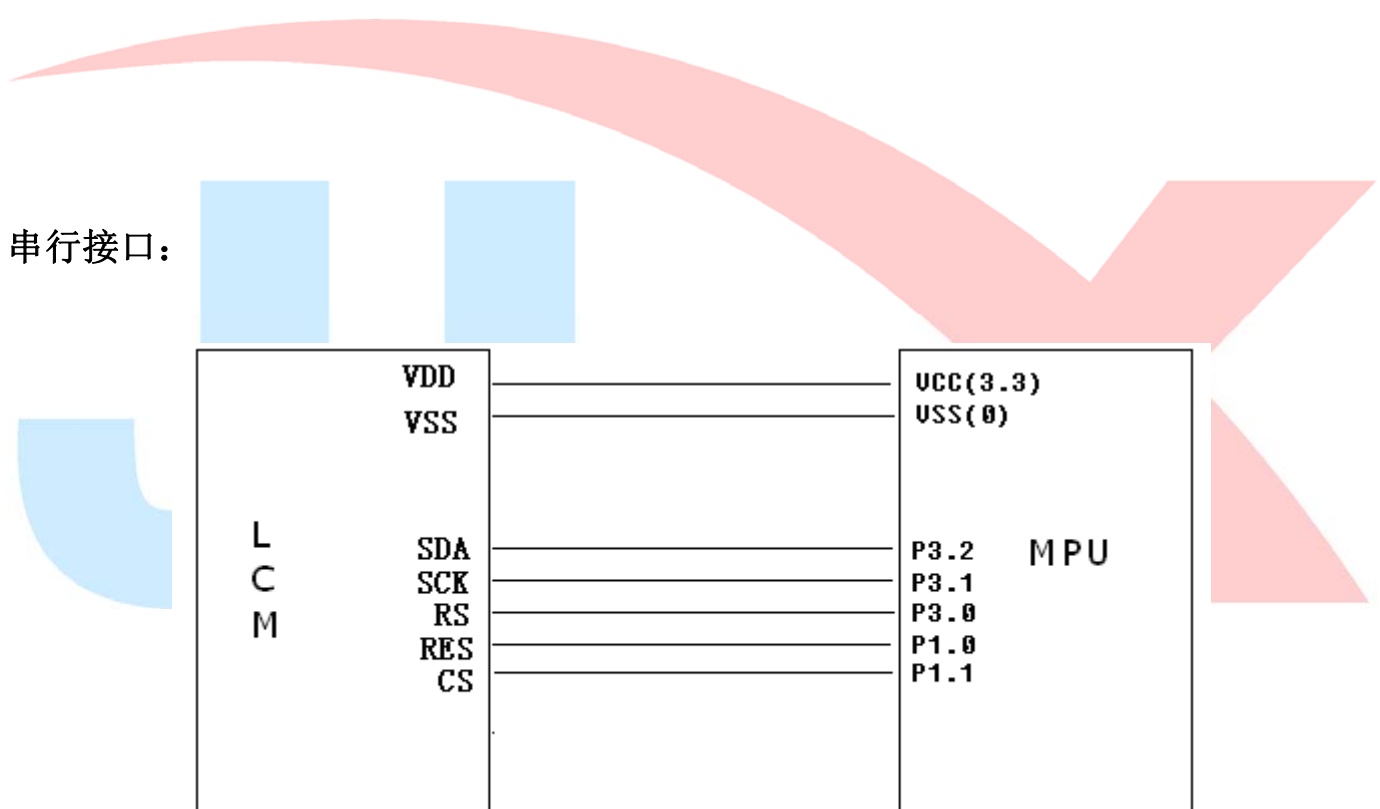 串行接口：
VDD VCC(3.3)
VSS VSS(0)
L
C
M
SDA P3.2 MPU
SCK P3.1
RS P3.0
RES P1.0
CS P1.1